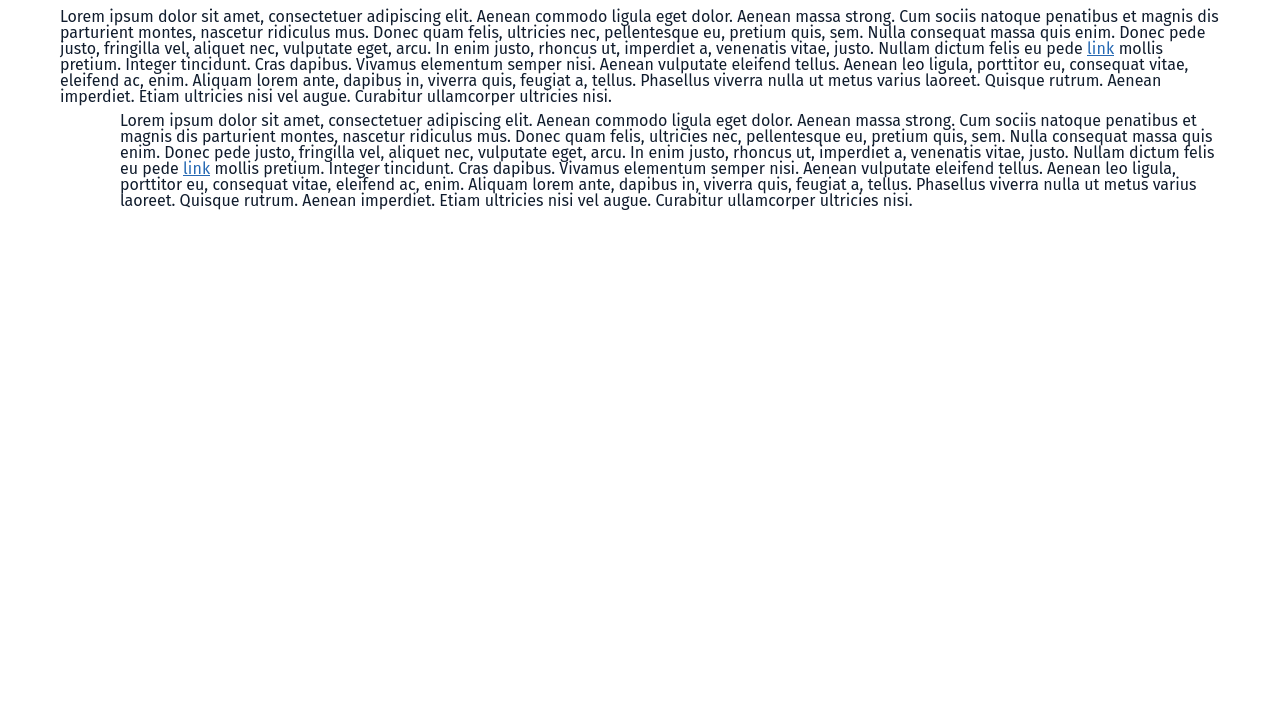 Lorem ipsum dolor sit amet, consectetuer adipiscing elit. Aenean commodo ligula eget dolor. Aenean massa strong. Cum sociis natoque penatibus et magnis dis
parturient montes, nascetur ridiculus mus. Donec quam felis, ultricies nec, pellentesque eu, pretium quis, sem. Nulla consequat massa quis enim. Donec pede
justo, fringilla vel, aliquet nec, vulputate eget, arcu. In enim justo, rhoncus ut, imperdiet a, venenatis vitae, justo. Nullam dictum felis eu pede link mollis
pretium. Integer tincidunt. Cras dapibus. Vivamus elementum semper nisi. Aenean vulputate eleifend tellus. Aenean leo ligula, porttitor eu, consequat vitae,
eleifend ac, enim. Aliquam lorem ante, dapibus in, viverra quis, feugiat a, tellus. Phasellus viverra nulla ut metus varius laoreet. Quisque rutrum. Aenean
imperdiet. Etiam ultricies nisi vel augue. Curabitur ullamcorper ultricies nisi.
Lorem ipsum dolor sit amet, consectetuer adipiscing elit. Aenean commodo ligula eget dolor. Aenean massa strong. Cum sociis natoque penatibus et
magnis dis parturient montes, nascetur ridiculus mus. Donec quam felis, ultricies nec, pellentesque eu, pretium quis, sem. Nulla consequat massa quis
enim. Donec pede justo, fringilla vel, aliquet nec, vulputate eget, arcu. In enim justo, rhoncus ut, imperdiet a, venenatis vitae, justo. Nullam dictum felis
eu pede link mollis pretium. Integer tincidunt. Cras dapibus. Vivamus elementum semper nisi. Aenean vulputate eleifend tellus. Aenean leo ligula,
porttitor eu, consequat vitae, eleifend ac, enim. Aliquam lorem ante, dapibus in, viverra quis, feugiat a, tellus. Phasellus viverra nulla ut metus varius
laoreet. Quisque rutrum. Aenean imperdiet. Etiam ultricies nisi vel augue. Curabitur ullamcorper ultricies nisi.